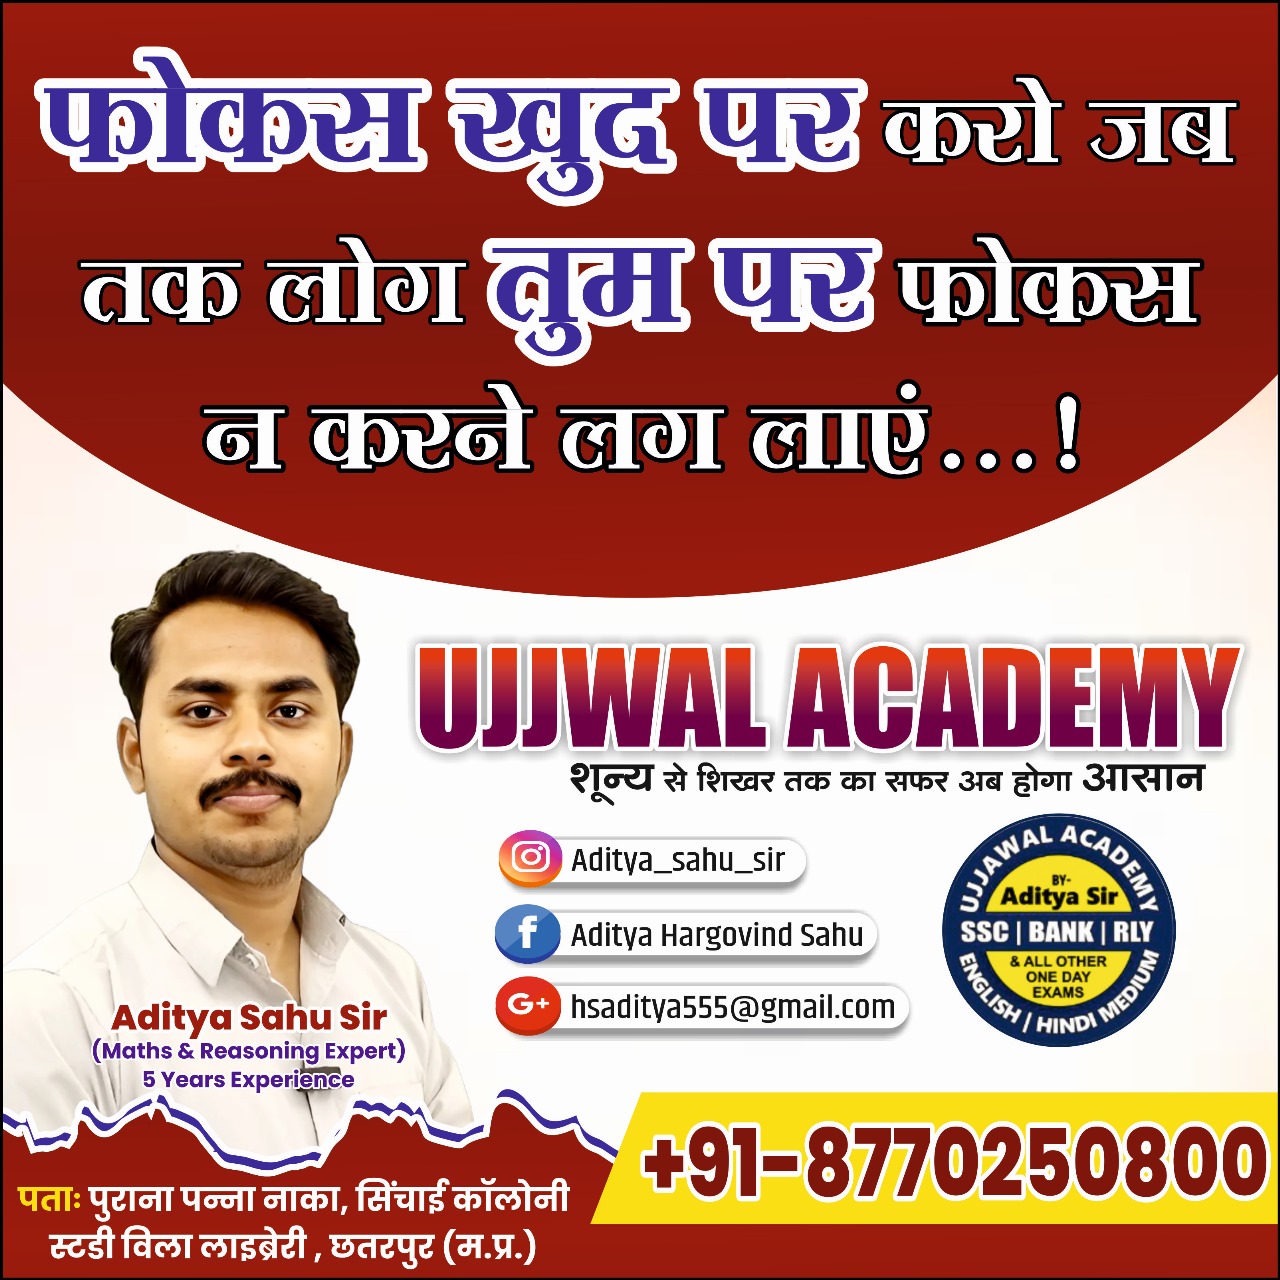 फोकस खुद पर करो जब
तक लोग तुम पर फोकस
न करने लग लाएं...!
UJJWAL ACADEMY
शून्य से शिखर तक का सफर अब होगा आसान
Aditya_sahu_sir
f Aditya Hargovind Sahu
G+ hsaditya555@gmail.com
UJJAWAL ACADEMY
BY-
Aditya Sir
SSC | BANK | RLY
& ALL OTHER
ONE DAY
EXAMS
ENGLISH | HINDI MEDIUM
Aditya Sahu Sir
(Maths & Reasoning Expert)
5 Years Experience
+91-8770250800
पताः पुराना पन्ना नाका, सिंचाई कॉलोनी
स्टडी विला लाइब्रेरी , छतरपुर (म.प्र.)